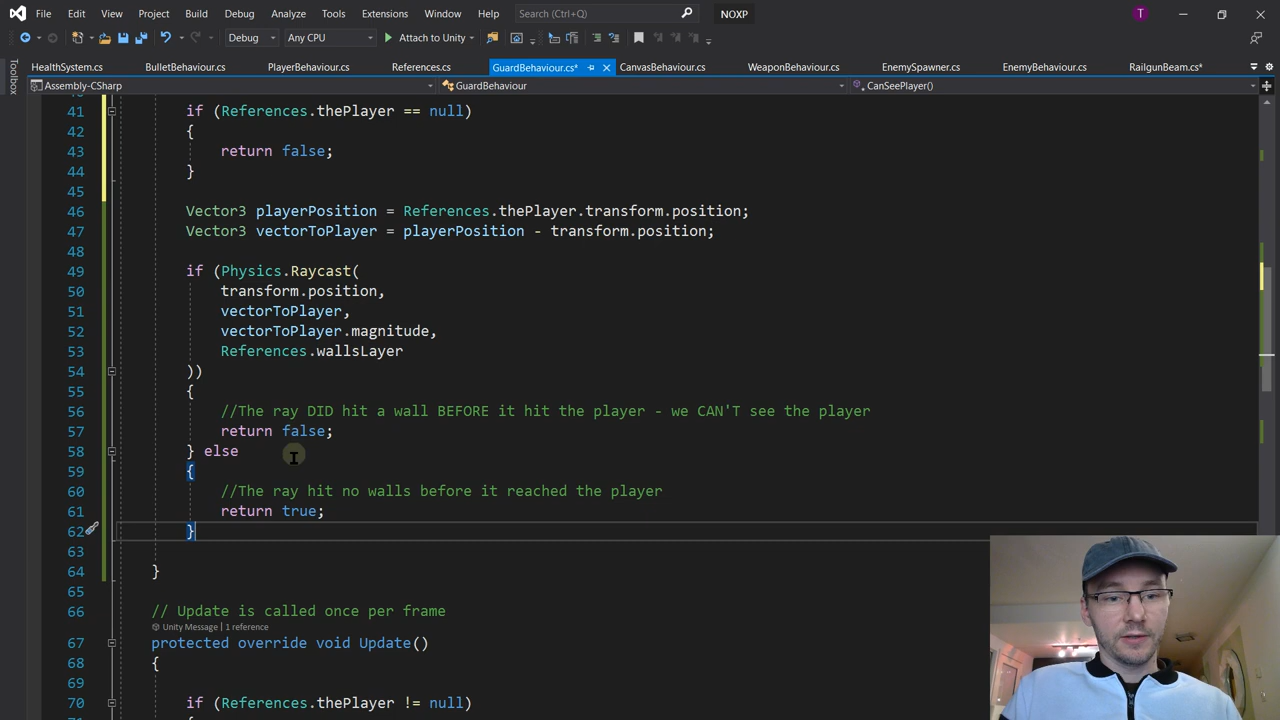 File Edit View Project Build Debug Analyze Tools Extensions Window Help Search (Ctrl+Q) NOXP T
Debug Any CPU Attach to Unity
HealthSystem.cs BulletBehaviour.cs PlayerBehaviour.cs References.cs GuardBehaviour.cs* CanvasBehaviour.cs WeaponBehaviour.cs EnemySpawner.cs EnemyBehaviour.cs RailgunBeam.cs*
Toolbox
Assembly-CSharp GuardBehaviour CanSeePlayer()
41 if (References.thePlayer == null)
42 {
43 return false;
44 }
45
46 Vector3 playerPosition = References.thePlayer.transform.position;
47 Vector3 vectorToPlayer = playerPosition - transform.position;
48
49 if (Physics.Raycast(
50 transform.position,
51 vectorToPlayer,
52 vectorToPlayer.magnitude,
53 References.wallsLayer
54 ))
55 {
56 //The ray DID hit a wall BEFORE it hit the player - we CAN'T see the player
57 return false;
58 } else
59 {
60 //The ray hit no walls before it reached the player
61 return true;
62 }
63
64 }
65
66 // Update is called once per frame
Unity Message | 1 reference
67 protected override void Update()
68 {
69
70 if (References.thePlayer != null)